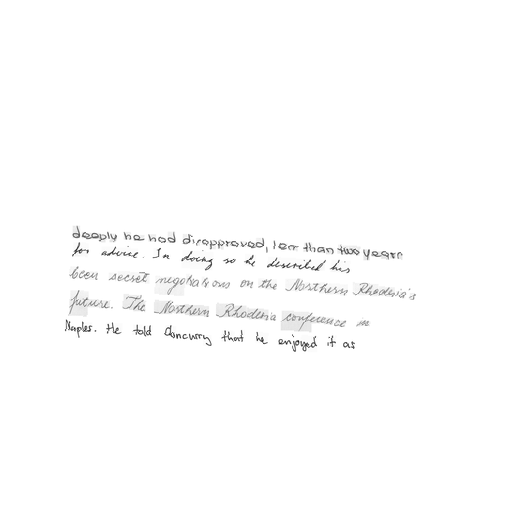 deeply he had disapproved, less than two years
for advice. In doing so he described his
been secret negotiations on the Northern Rhodesia's
future. The Northern Rhodesia conference in
Naples. He told Clancurry that he enjoyed it as